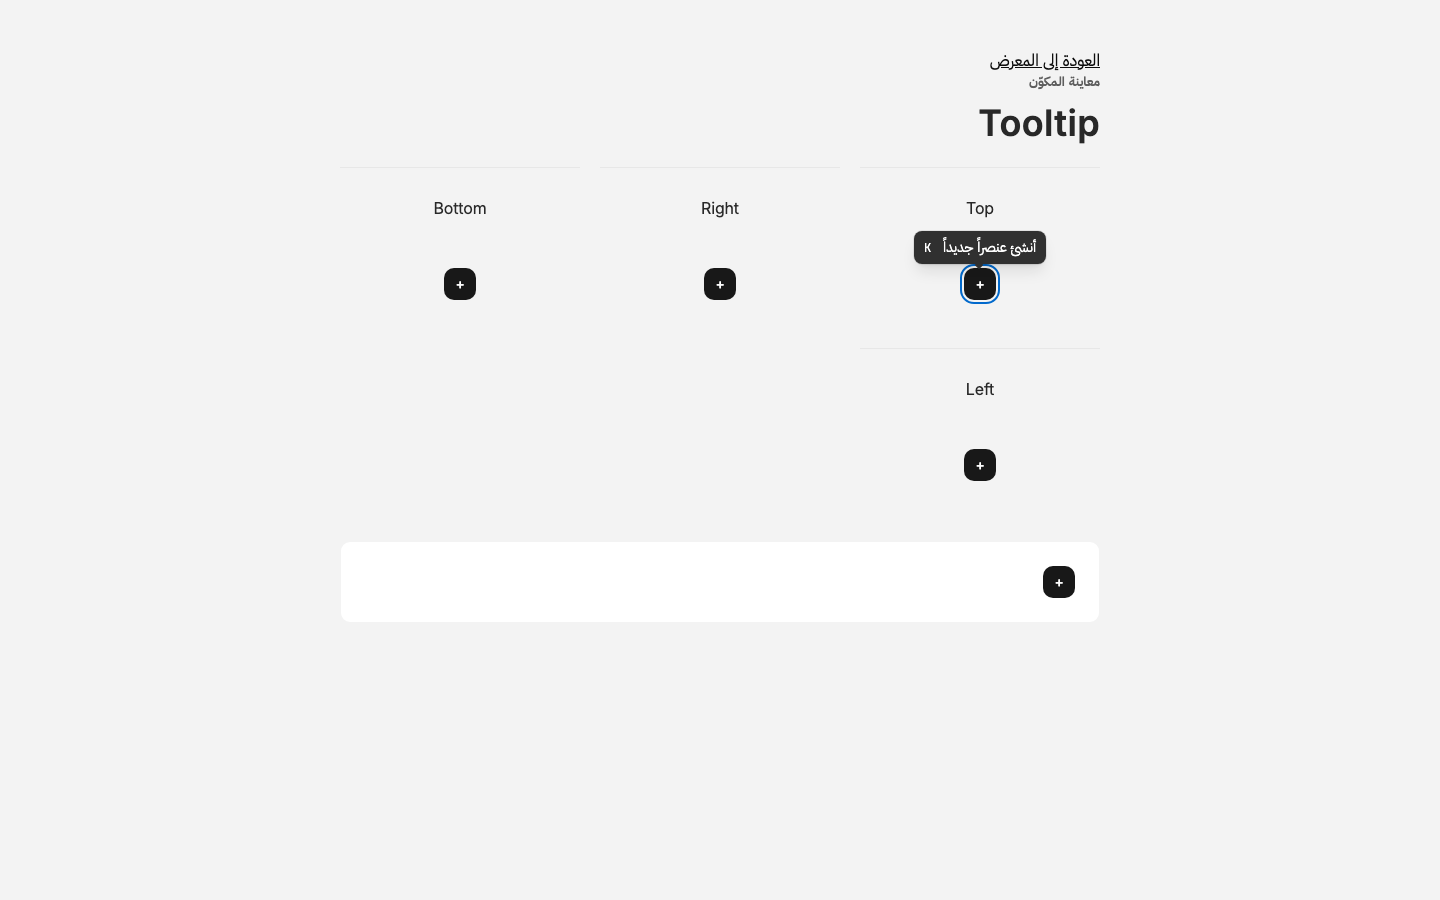 العودة إلى المعرض
معاينة المكوّن
Tooltip
Top
Right
Bottom
أنشئ عنصراً جديداً K
+
+
+
Left
+
+